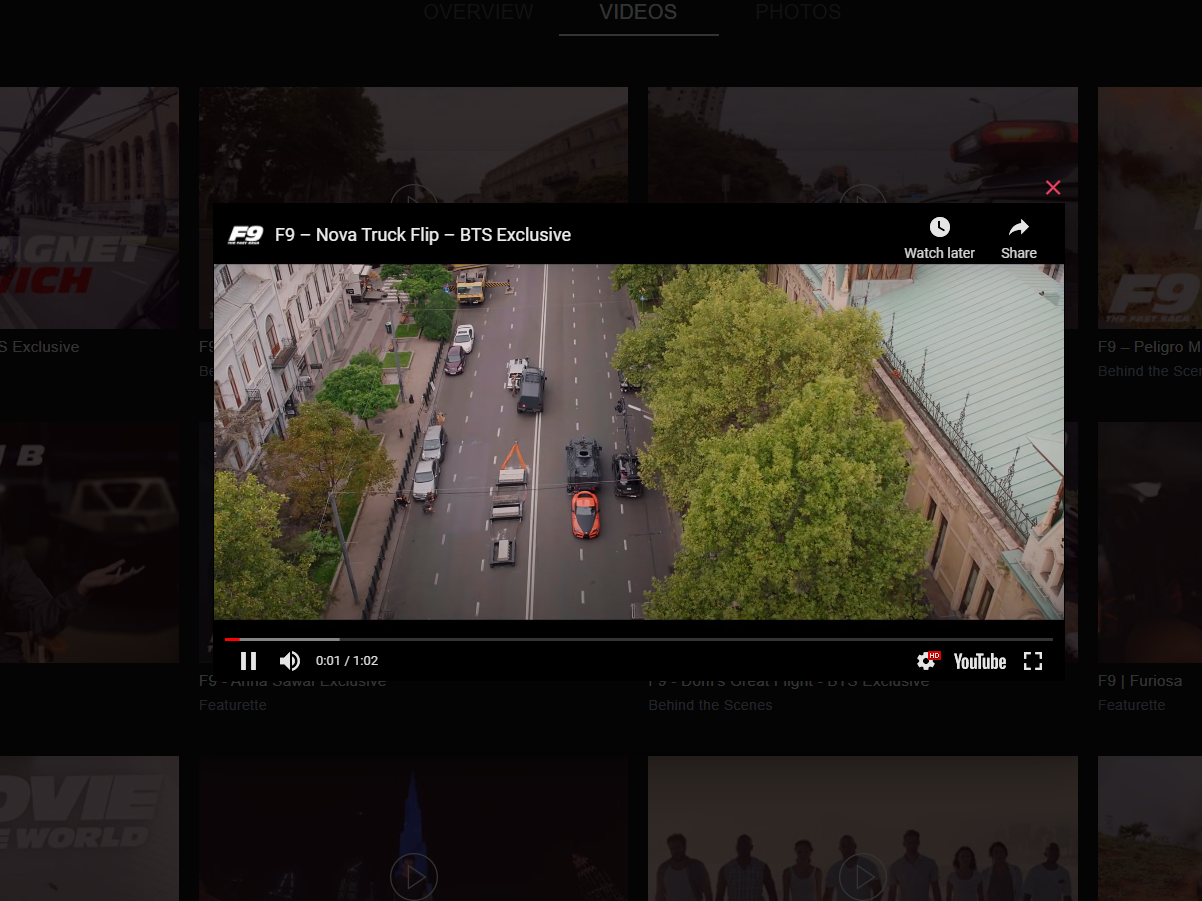 OVERVIEW
VIDEOS
PHOTOS
AGNET
F9
THE FAST SAGA
F9 – Nova Truck Flip – BTS Exclusive
Watch later
Share
F9
THE FAST SAGA
S Exclusive
F9
Be
F9 – Peligro M
Behind the Scen
B
0:01 / 1:02
HD
YouTube
F9 - Anna Sawai Exclusive
Featurette
F9 - Dom's Great Flight - BTS Exclusive
Behind the Scenes
F9 | Furiosa
Featurette
OVIE
E WORLD